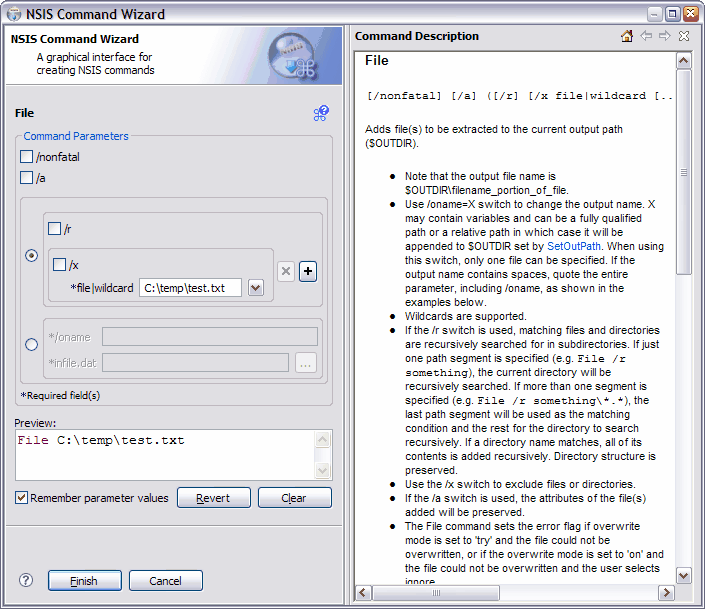 NSIS Command Wizard
NSIS Command Wizard
A graphical interface for
creating NSIS commands
NSIS
File
Command Parameters
/nonfatal
/a
/r
/x
*file|wildcard
C:\temp\test.txt
*/oname
*infile.dat
...
*Required field(s)
Preview:
File C:\temp\test.txt
Remember parameter values
Revert
Clear
Finish
Cancel
Command Description
File
[/nonfatal] [/a] ([/r] [/x file|wildcard [...
Adds file(s) to be extracted to the current output path
($OUTDIR).
● Note that the output file name is
$OUTDIR\filename_portion_of_file.
● Use /oname=X switch to change the output name. X
may contain variables and can be a fully qualified
path or a relative path in which case it will be
appended to $OUTDIR set by SetOutPath. When using
this switch, only one file can be specified. If the
output name contains spaces, quote the entire
parameter, including /oname, as shown in the
examples below.
● Wildcards are supported.
● If the /r switch is used, matching files and directories
are recursively searched for in subdirectories. If just
one path segment is specified (e.g. File /r
something), the current directory will be
recursively searched. If more than one segment is
specified (e.g. File /r something\*.*), the
last path segment will be used as the matching
condition and the rest for the directory to search
recursively. If a directory name matches, all of its
contents is added recursively. Directory structure is
preserved.
● Use the /x switch to exclude files or directories.
● If the /a switch is used, the attributes of the file(s)
added will be preserved.
● The File command sets the error flag if overwrite
mode is set to 'try' and the file could not be
overwritten, or if the overwrite mode is set to 'on' and
the file could not be overwritten and the user selects
ignore.